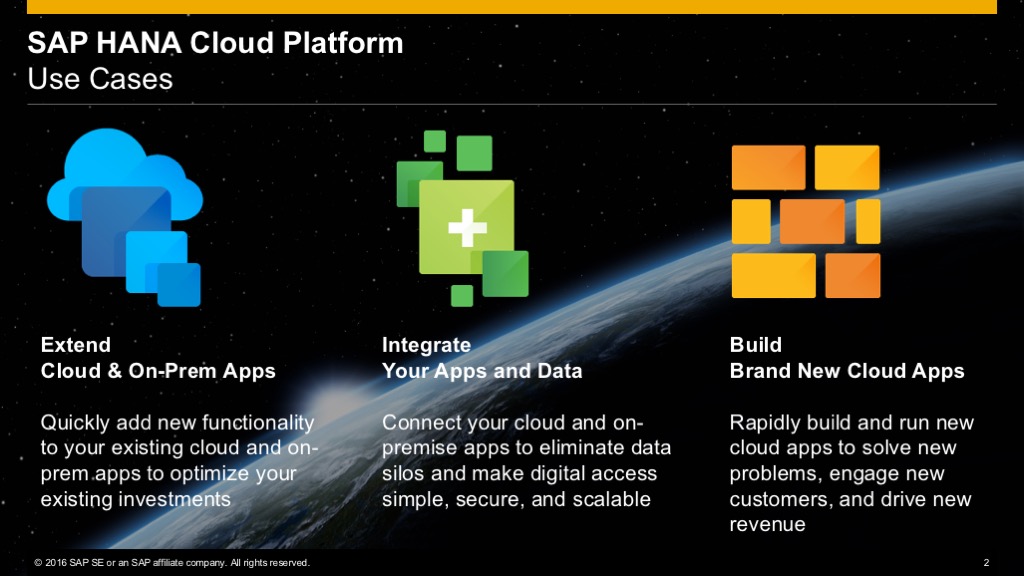 SAP HANA Cloud Platform
Use Cases
Extend
Cloud & On-Prem Apps
Quickly add new functionality
to your existing cloud and on-
prem apps to optimize your
existing investments
Integrate
Your Apps and Data
Connect your cloud and on-
premise apps to eliminate data
silos and make digital access
simple, secure, and scalable
Build
Brand New Cloud Apps
Rapidly build and run new
cloud apps to solve new
problems, engage new
customers, and drive new
revenue
© 2016 SAP SE or an SAP affiliate company. All rights reserved.
2